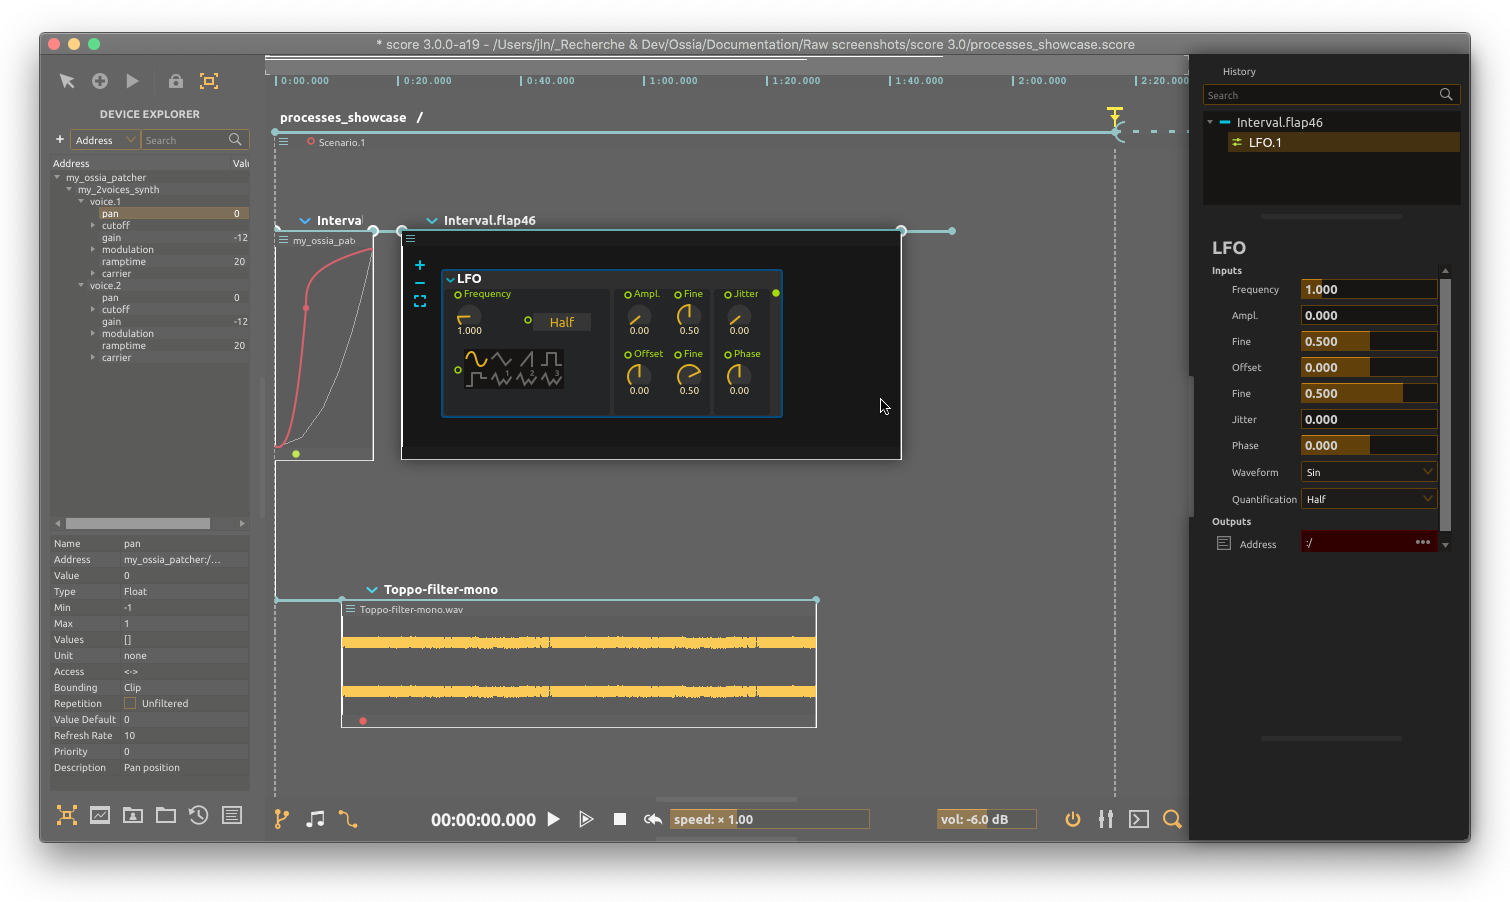 * score 3.0.0-a19 - /Users/jln/_Recherche & Dev/Ossia/Documentation/Raw screenshots/score 3.0/processes_showcase.score
DEVICE EXPLORER
+ Address Search
Address Valu
my_ossia_patcher
my_2voices_synth
voice.1
pan 0
cutoff
gain -12
modulation
ramptime 20
carrier
voice.2
pan 0
cutoff
gain -12
modulation
ramptime 20
carrier
Name pan
Address my_ossia_patcher:/...
Value 0
Type Float
Min -1
Max 1
Values []
Unit none
Access <->
Bounding Clip
Repetition Unfiltered
Value Default 0
Refresh Rate 10
Priority 0
Description Pan position
0:00.000 0:20.000 0:40.000 1:00.000 1:20.000 1:40.000 2:00.000 2:20.000
processes_showcase /
Scenario.1
Interval
my_ossia_patc
Interval.flap46
LFO
Frequency Ampl. Fine Jitter
1.000 Half 0.00 0.50 0.00
Offset Fine Phase
1 2 3
0.00 0.50 0.00
Toppo-filter-mono
Toppo-filter-mono.wav
00:00:00.000 speed: × 1.00 vol: -6.0 dB
History
Search
Interval.flap46
LFO.1
LFO
Inputs
Frequency 1.000
Ampl. 0.000
Fine 0.500
Offset 0.000
Fine 0.500
Jitter 0.000
Phase 0.000
Waveform Sin
Quantification Half
Outputs
Address :/ •••